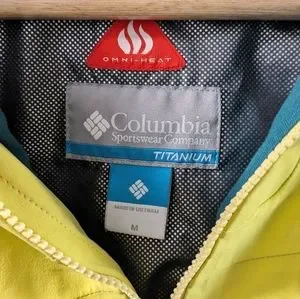 OMNI-HEAT
Columbia
Sportswear Company
TITANIUM
MADE IN VIETNAM
M